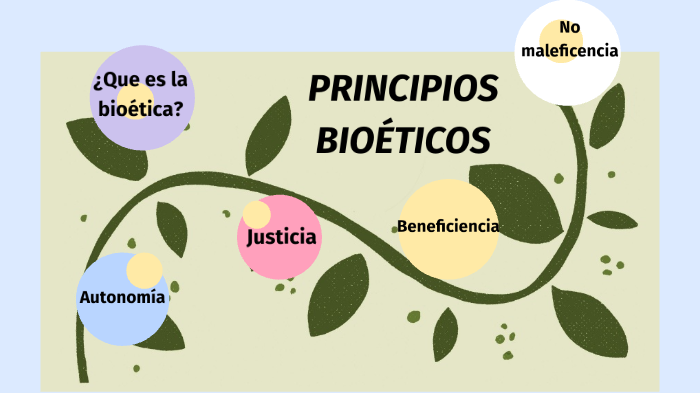 No
maleficencia
¿Que es la
bioética?
PRINCIPIOS
BIOÉTICOS
Justicia
Beneficiencia
Autonomía